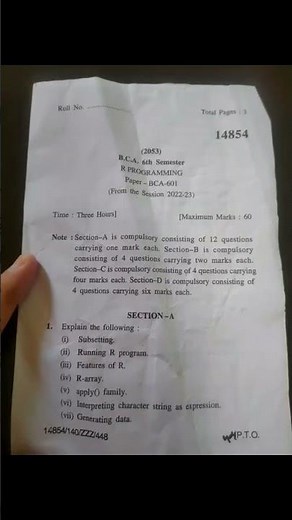 Roll No.
Total Pages : 3
14854
(2053)
B.C.A. 6th Semester
R PROGRAMMING
Paper – BCA-601
(From the Session 2022-23)
Time : Three Hours]
[Maximum Marks : 60
Note : Section–A is compulsory consisting of 12 questions
carrying one mark each. Section–B is compulsory
consisting of 4 questions carrying two marks each.
Section–C is compulsory consisting of 4 questions carrying
four marks each. Section–D is compulsory consisting of
4 questions carrying six marks each.
SECTION–A
1. Explain the following :
(i) Subsetting.
(ii) Running R program.
(iii) Features of R.
(iv) R-array.
(v) apply() family.
(vi) Interpreting character string as expression.
(vii) Generating data.
14854/140/ZZZ/448
P.T.O.